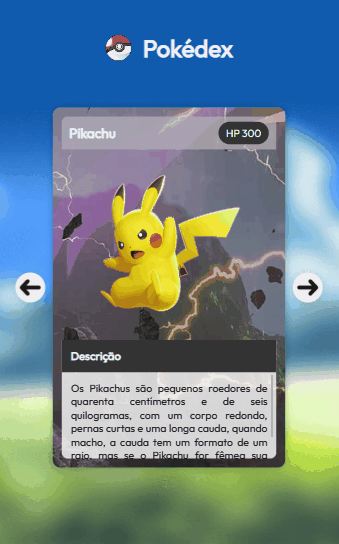 Pokédex
Pikachu
HP 300
Descrição
Os Pikachus são pequenos roedores de
quarenta centímetros e de seis
quilogramas, com um corpo redondo,
pernas curtas e uma longa cauda, quando
macho, a cauda tem um formato de um
raio, mas se o Pikachu for fêmea sua